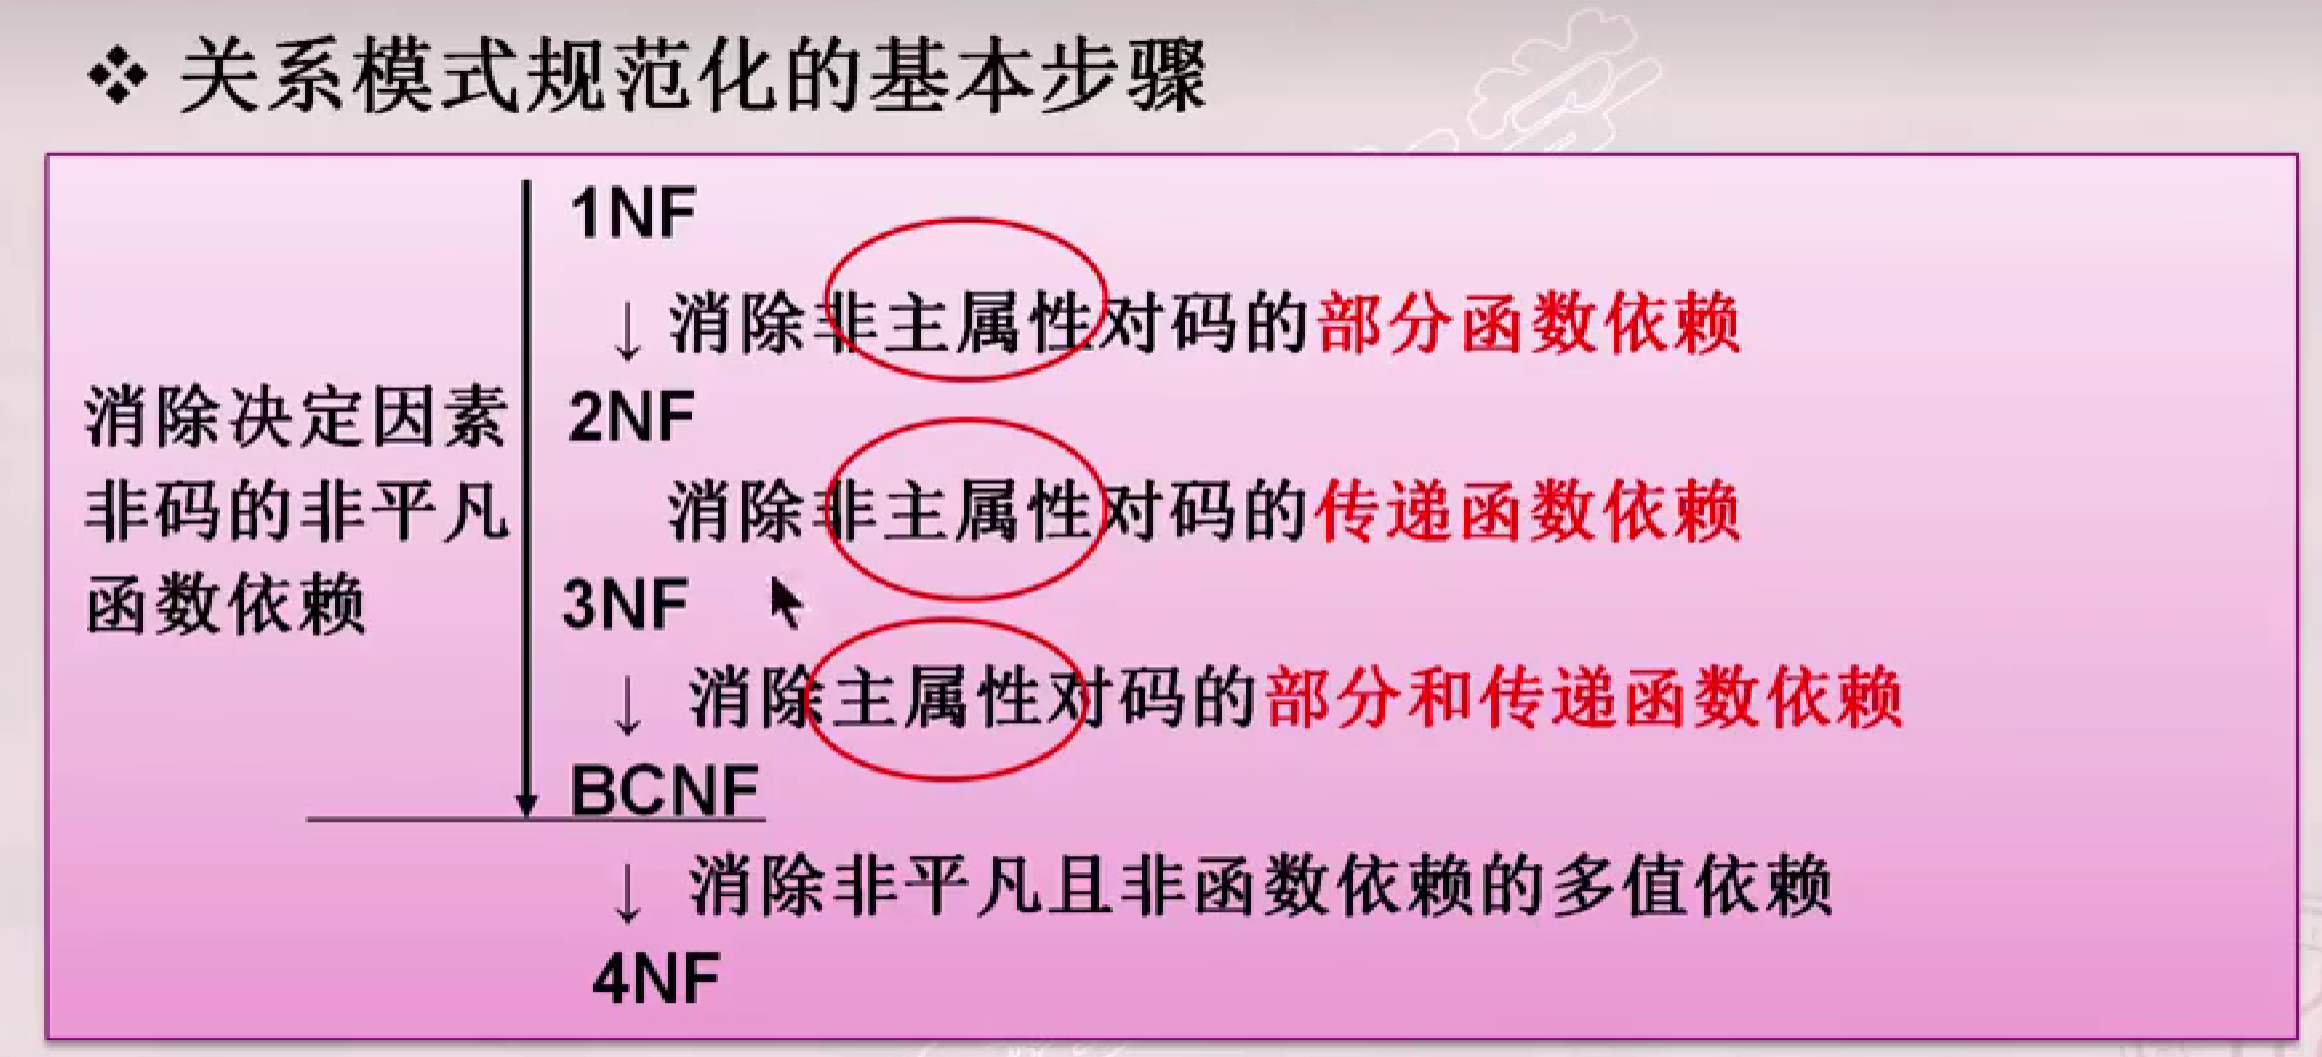 ❖ 关系模式规范化的基本步骤
1NF
↓ 消除非主属性对码的部分函数依赖
消除决定因素
2NF
非码的非平凡
消除非主属性对码的传递函数依赖
函数依赖
3NF
↓ 消除主属性对码的部分和传递函数依赖
BCNF
↓ 消除非平凡且非函数依赖的多值依赖
4NF